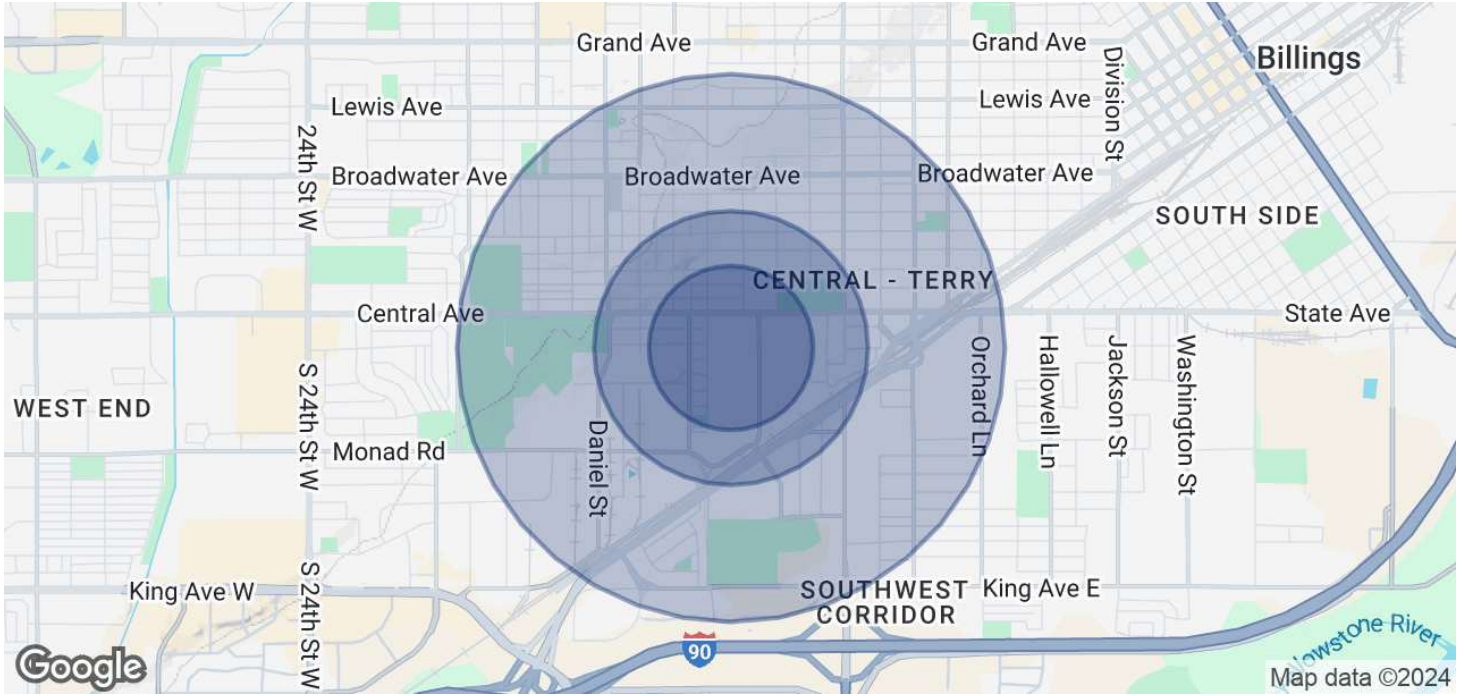 Grand Ave
Grand Ave
Billings
Division St
Lewis Ave
Lewis Ave
24th St W
Broadwater Ave
Broadwater Ave
Broadwater Ave
SOUTH SIDE
CENTRAL - TERRY
Central Ave
State Ave
S 24th St W
Orchard Ln
Hallowell Ln
Jackson St
Washington St
WEST END
Monad Rd
Daniel St
S 24th St W
King Ave W
SOUTHWEST
CORRIDOR
King Ave E
90
River
Google
Map data ©2024